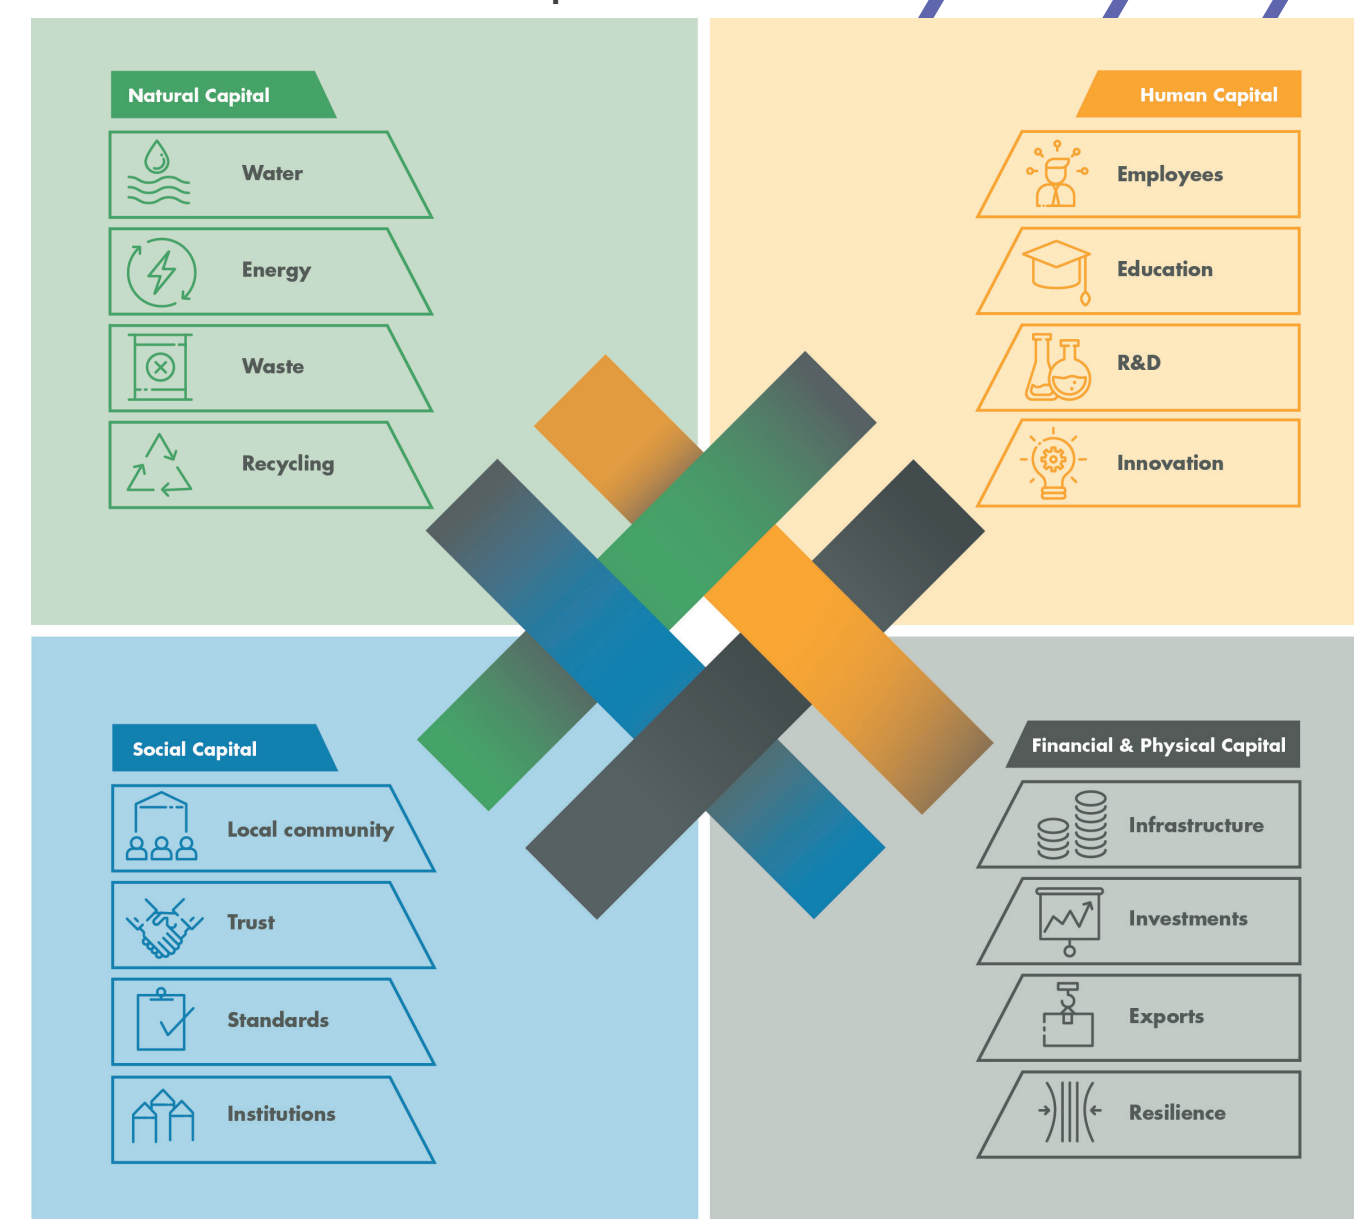 Natural Capital
Water
Energy
Waste
Recycling
Human Capital
Employees
Education
R&D
Innovation
Social Capital
Local community
Trust
Standards
Institutions
Financial & Physical Capital
Infrastructure
Investments
Exports
Resilience